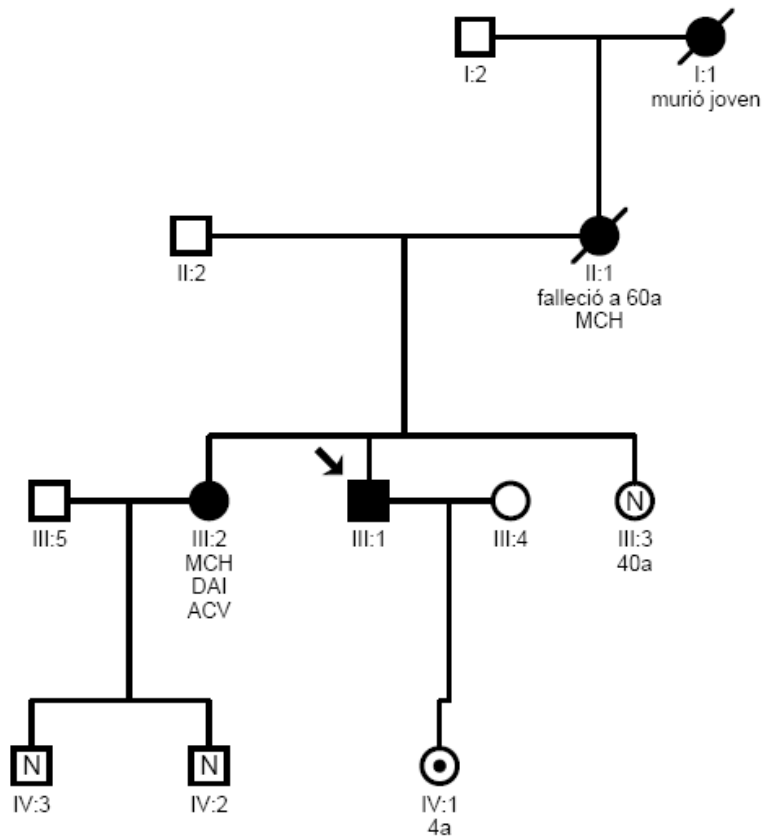 I:2
I:1
murió joven
II:2
II:1
falleció a 60a
MCH
N
III:5
III:2
MCH
DAI
ACV
III:1
III:4
III:3
40a
N
N
IV:3
IV:2
IV:1
4a